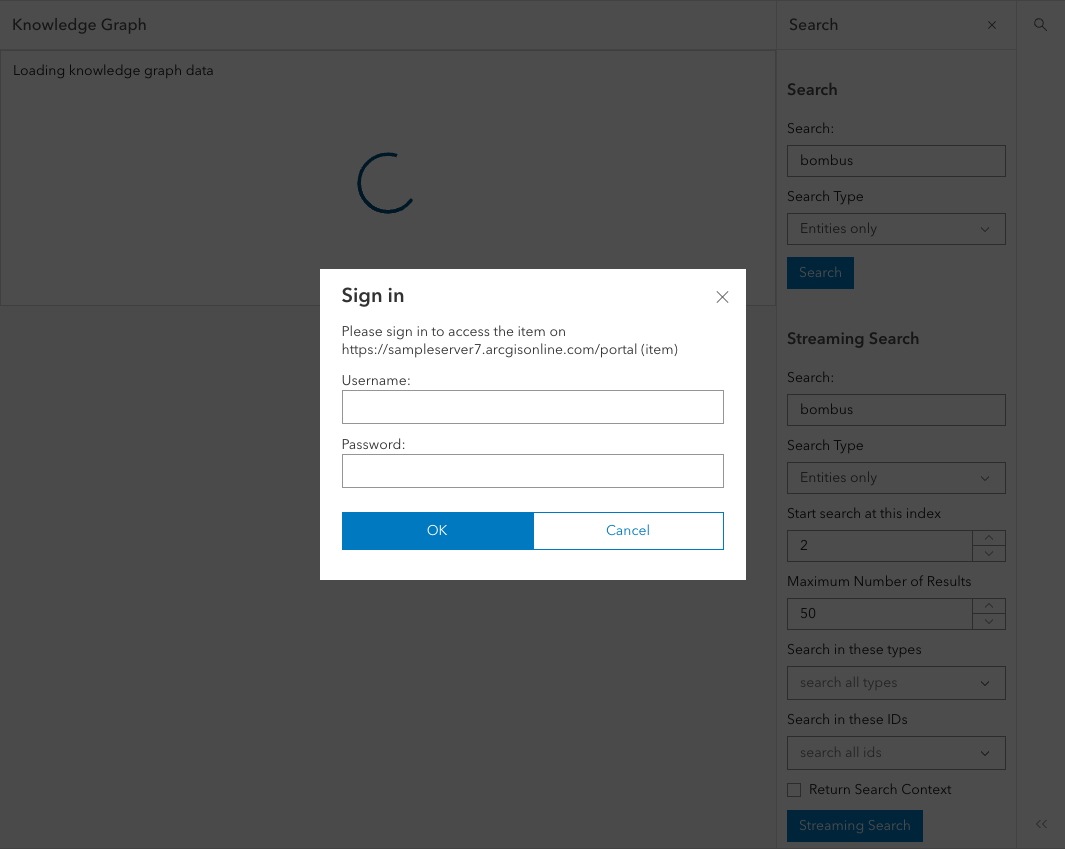 Knowledge Graph
Loading knowledge graph data
Sign in
Please sign in to access the item on
https://sampleserver7.arcgisonline.com/portal (item)
Username:
Password:
OK
Cancel
Search
Search
Search:
bombus
Search Type
Entities only
Search
Streaming Search
Search:
bombus
Search Type
Entities only
Start search at this index
2
Maximum Number of Results
50
Search in these types
search all types
Search in these IDs
search all ids
Return Search Context
Streaming Search